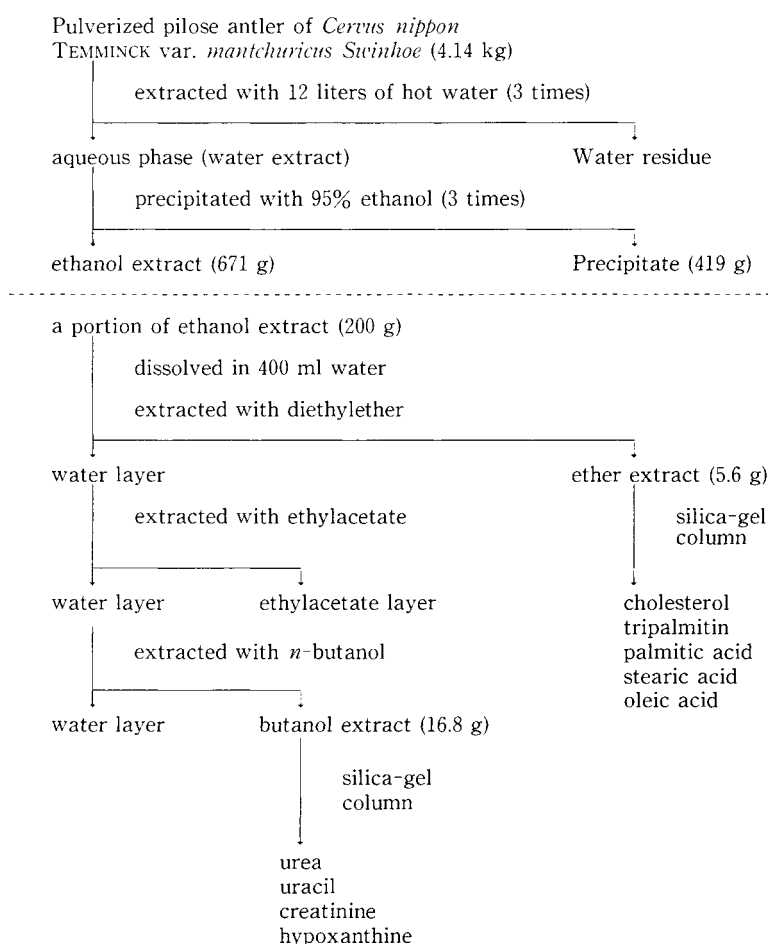 Pulverized pilose antler of Cervus nippon
TEMMINCK var. mantchuricus Swinhoe (4.14 kg)
extracted with 12 liters of hot water (3 times)
aqueous phase (water extract) Water residue
precipitated with 95% ethanol (3 times)
ethanol extract (671 g) Precipitate (419 g)
a portion of ethanol extract (200 g)
dissolved in 400 ml water
extracted with diethylether
water layer ether extract (5.6 g)
extracted with ethylacetate silica-gel
column
water layer ethylacetate layer cholesterol
tripalmitin
extracted with n-butanol palmitic acid
stearic acid
oleic acid
water layer butanol extract (16.8 g)
silica-gel
column
urea
uracil
creatinine
hypoxanthine